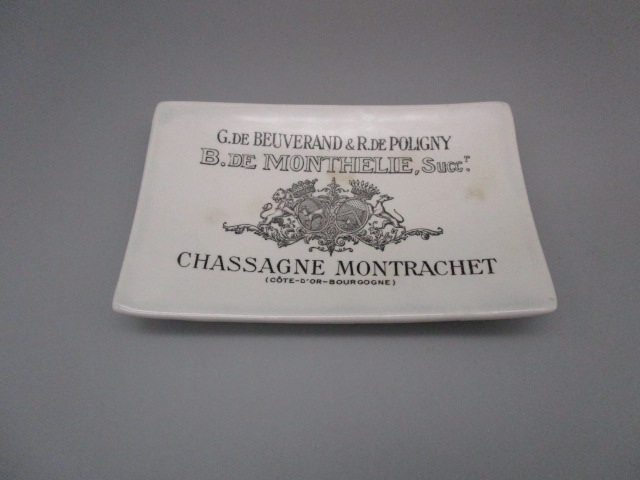 G. DE BEUVERAND & R. DE POLIGNY
B. DE MONTHELIE, Succr.
CHASSAGNE MONTRACHET
(CÔTE-D'OR-BOURGOGNE)